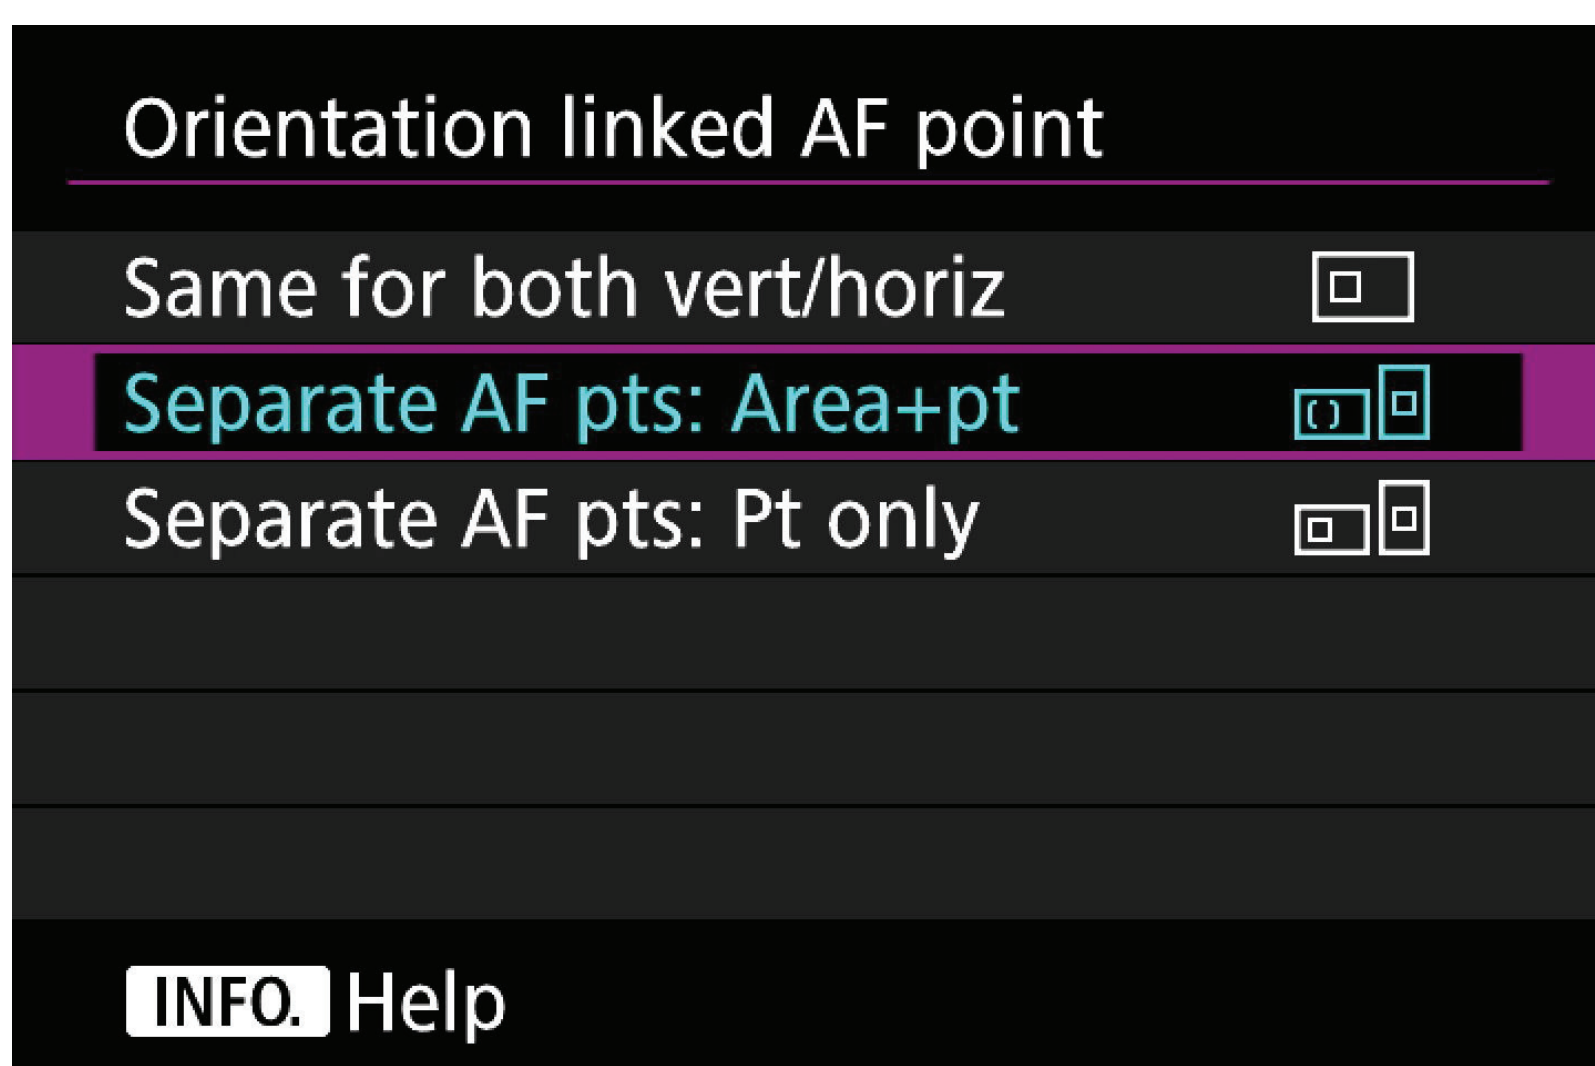 Orientation linked AF point
Same for both vert/horiz
Separate AF pts: Area+pt
Separate AF pts: Pt only
INFO. Help